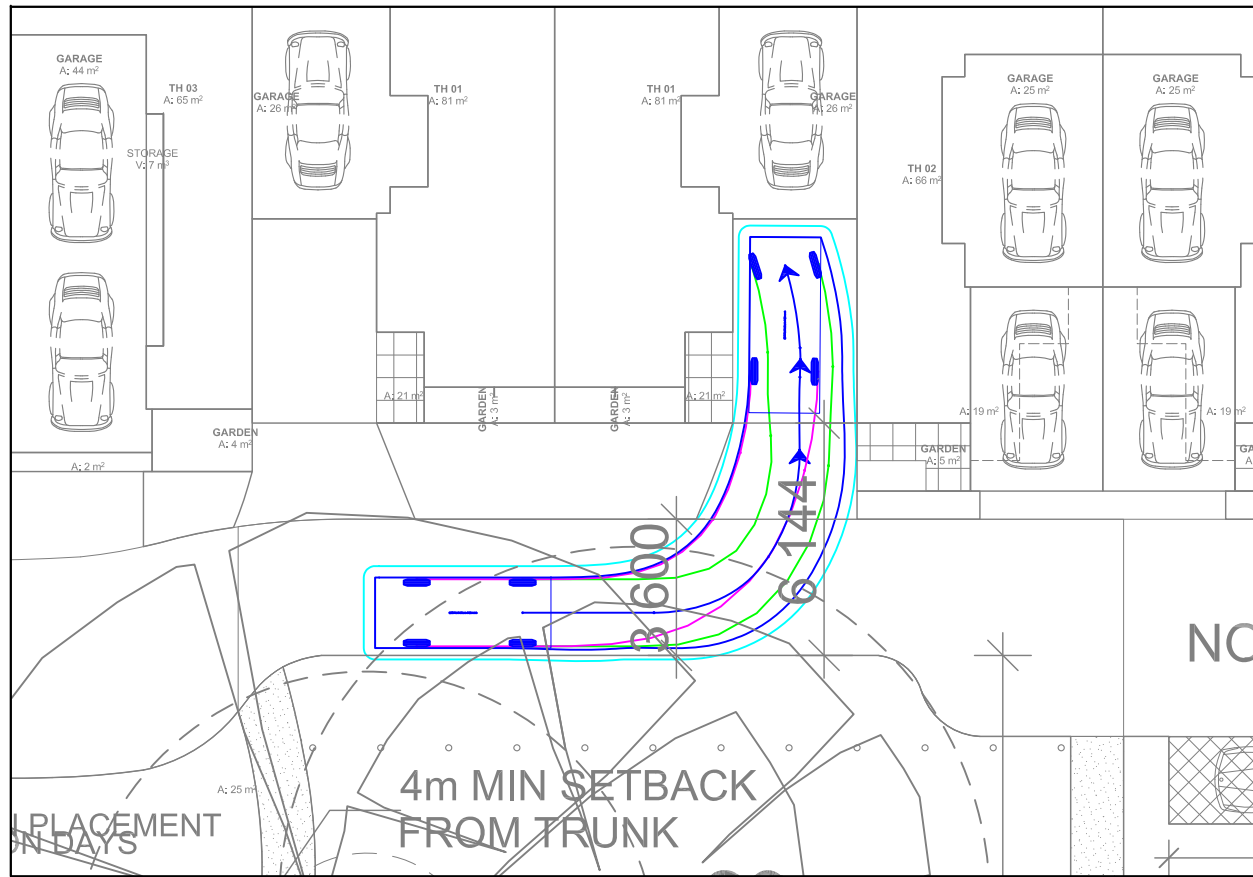 GARAGE
A: 44 m²
TH 03
A: 65 m²
GARAGE
A: 26 m²
TH 01
A: 81 m²
TH 01
A: 81 m²
GARAGE
A: 26 m²
GARAGE
A: 25 m²
GARAGE
A: 25 m²
STORAGE
V: 7 m³
TH 02
A: 66 m²
A: 21 m²
GARDEN
A: 3 m²
GARDEN
A: 3 m²
A: 21 m²
A: 19 m²
A: 19 m²
GARDEN
A: 4 m²
A: 2 m²
GARDEN
A: 5 m²
GA
A
3 600
6 144
NO
A: 25 m²
4m MIN SETBACK
FROM TRUNK
PLACEMENT
ON DAYS